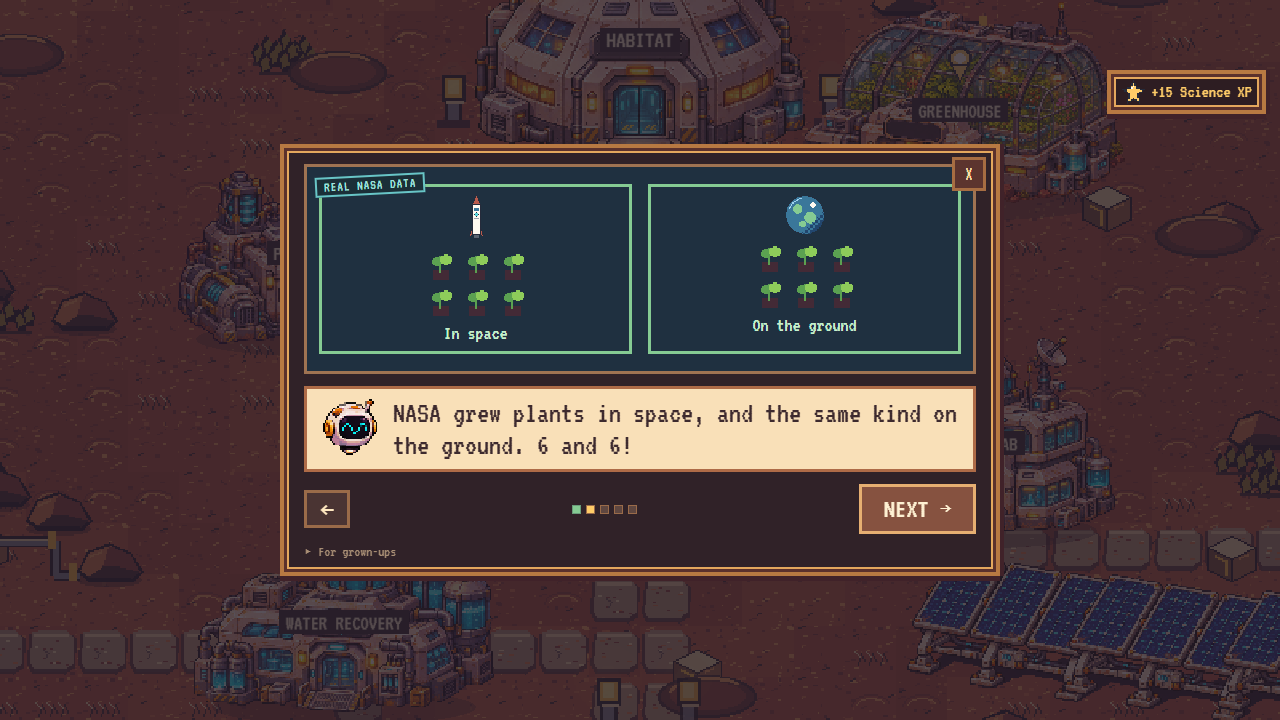 HABITAT
GREENHOUSE
+15 Science XP
REAL NASA DATA
X
In space
On the ground
NASA grew plants in space, and the same kind on
the ground. 6 and 6!
NEXT →
For grown-ups
WATER RECOVERY